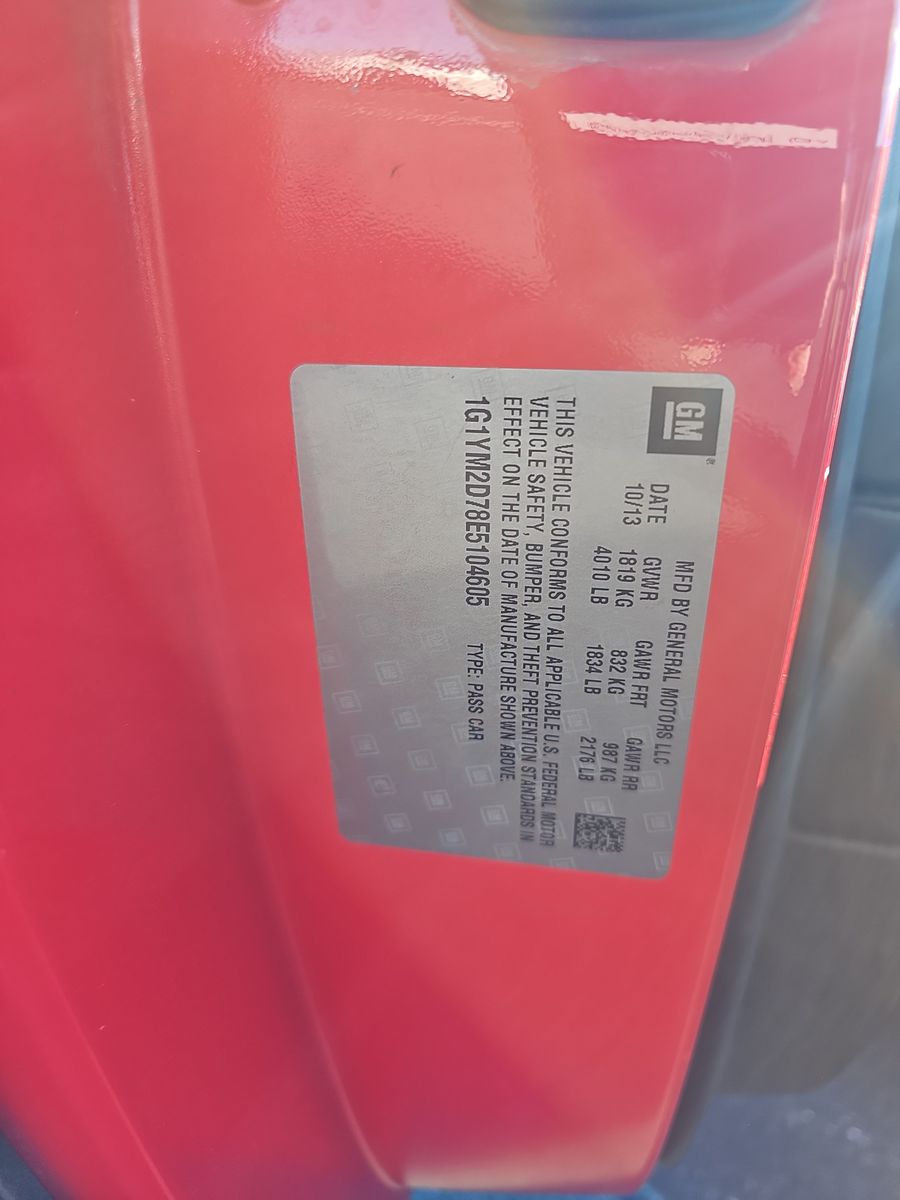 GM
MFD BY GENERAL MOTORS LLC
DATE GVWR GAWR FRT GAWR RR
10/13 1819 KG 832 KG 987 KG
4010 LB 1834 LB 2176 LB
THIS VEHICLE CONFORMS TO ALL APPLICABLE U.S. FEDERAL MOTOR
VEHICLE SAFETY, BUMPER, AND THEFT PREVENTION STANDARDS IN
EFFECT ON THE DATE OF MANUFACTURE SHOWN ABOVE.
1G1YM2D78E5104605 TYPE: PASS CAR